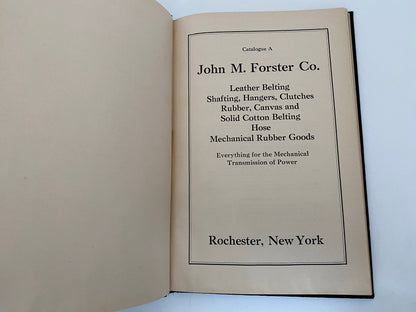 Catalogue A
John M. Forster Co.
Leather Belting
Shafting, Hangers, Clutches
Rubber, Canvas and
Solid Cotton Belting
Hose
Mechanical Rubber Goods
Everything for the Mechanical
Transmission of Power
Rochester, New York